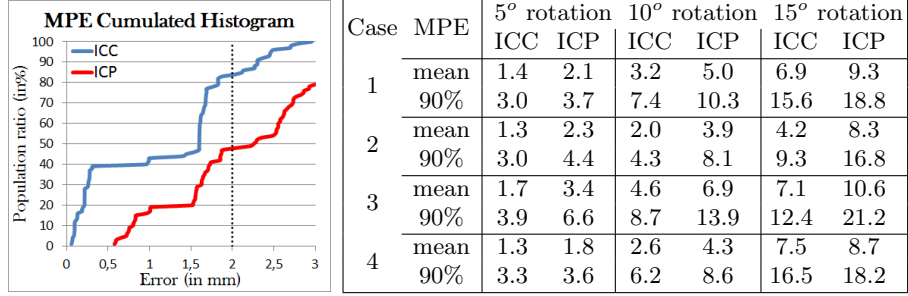 MPE Cumulated Histogram
100
90
80
70
60
50
40
30
20
10
0
Population ratio (in%)
ICC
ICP
0 0,5 1 1,5 2 2,5 3
Error (in mm)
Case MPE 5° rotation 10° rotation 15° rotation
ICC ICP ICC ICP ICC ICP
1 mean 1.4 2.1 3.2 5.0 6.9 9.3
90% 3.0 3.7 7.4 10.3 15.6 18.8
2 mean 1.3 2.3 2.0 3.9 4.2 8.3
90% 3.0 4.4 4.3 8.1 9.3 16.8
3 mean 1.7 3.4 4.6 6.9 7.1 10.6
90% 3.9 6.6 8.7 13.9 12.4 21.2
4 mean 1.3 1.8 2.6 4.3 7.5 8.7
90% 3.3 3.6 6.2 8.6 16.5 18.2